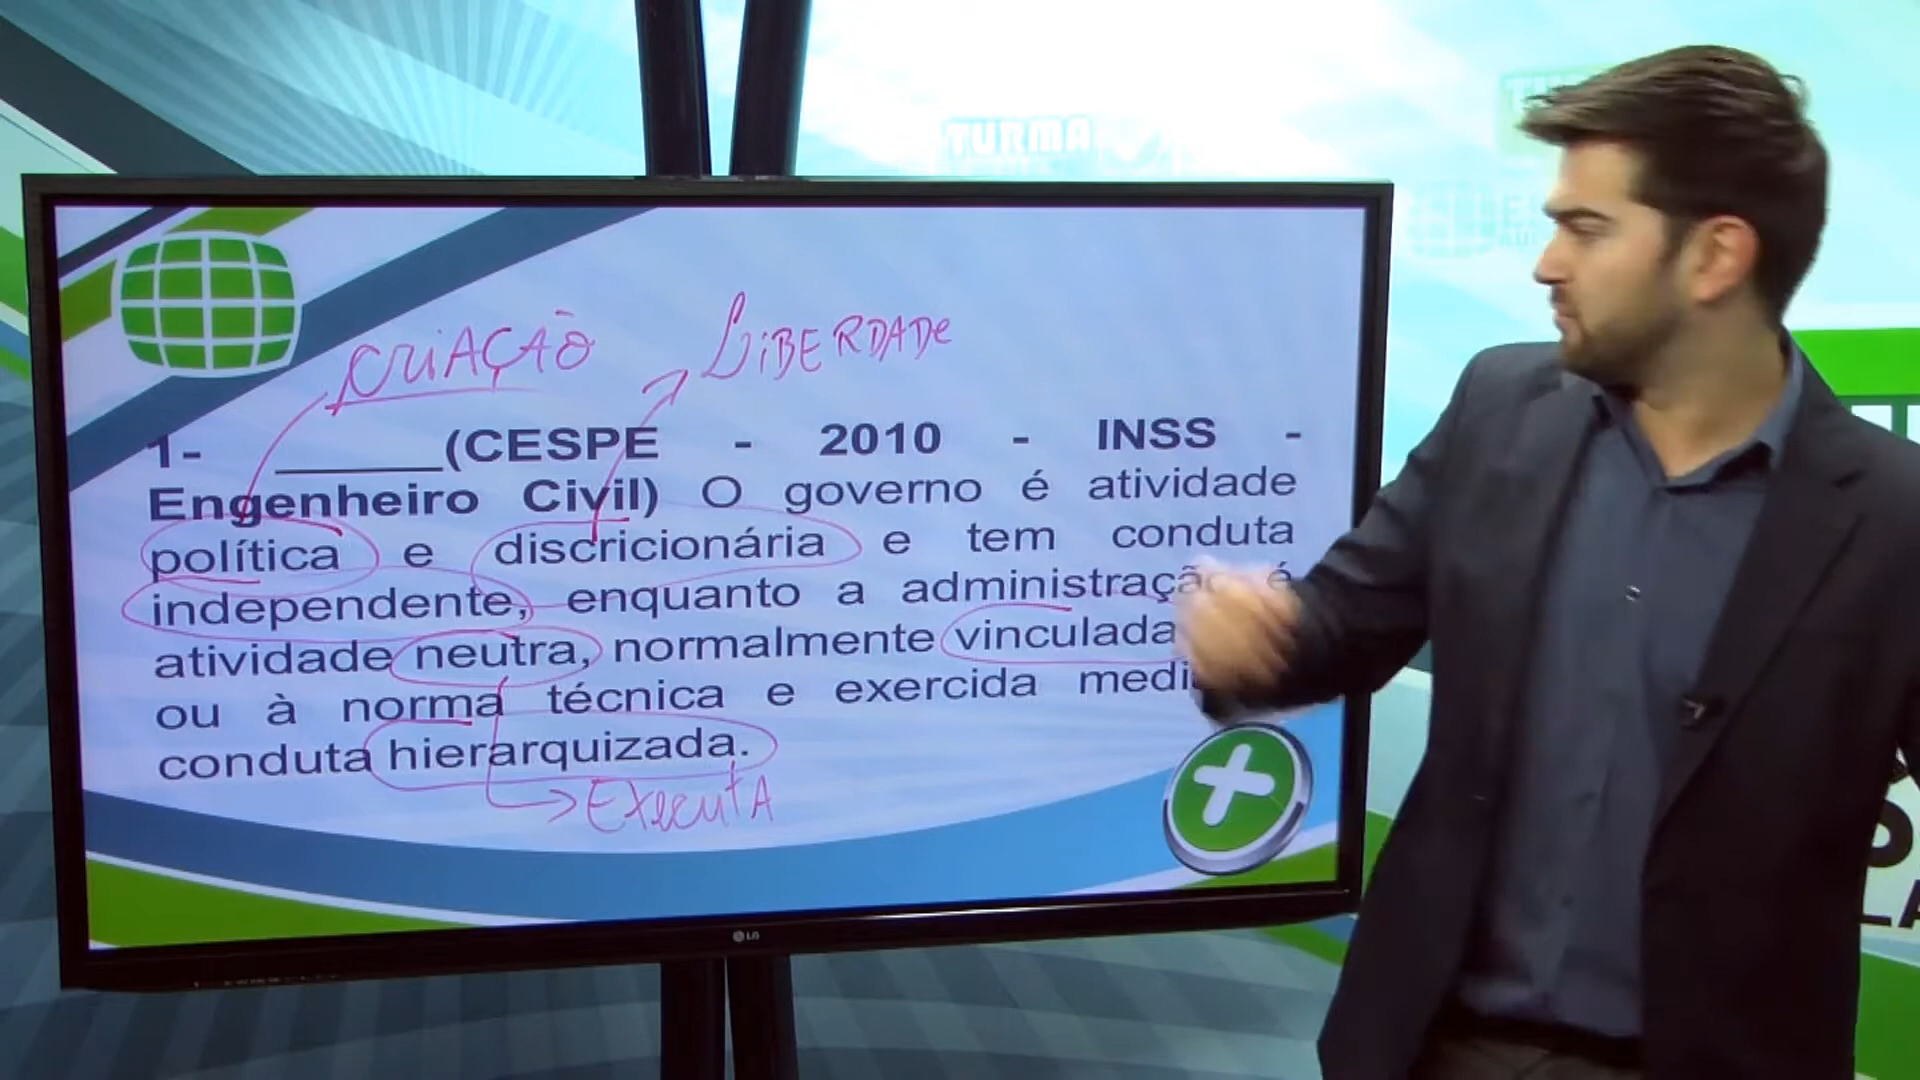 TURMA
CRIAÇÃO
LIBERDADE
1- ______(CESPE - 2010 - INSS -
Engenheiro Civil) O governo é atividade
política e discricionária e tem conduta
independente, enquanto a administração é
atividade neutra, normalmente vinculada
ou à norma técnica e exercida
conduta hierarquizada.
EXECUTA
LG